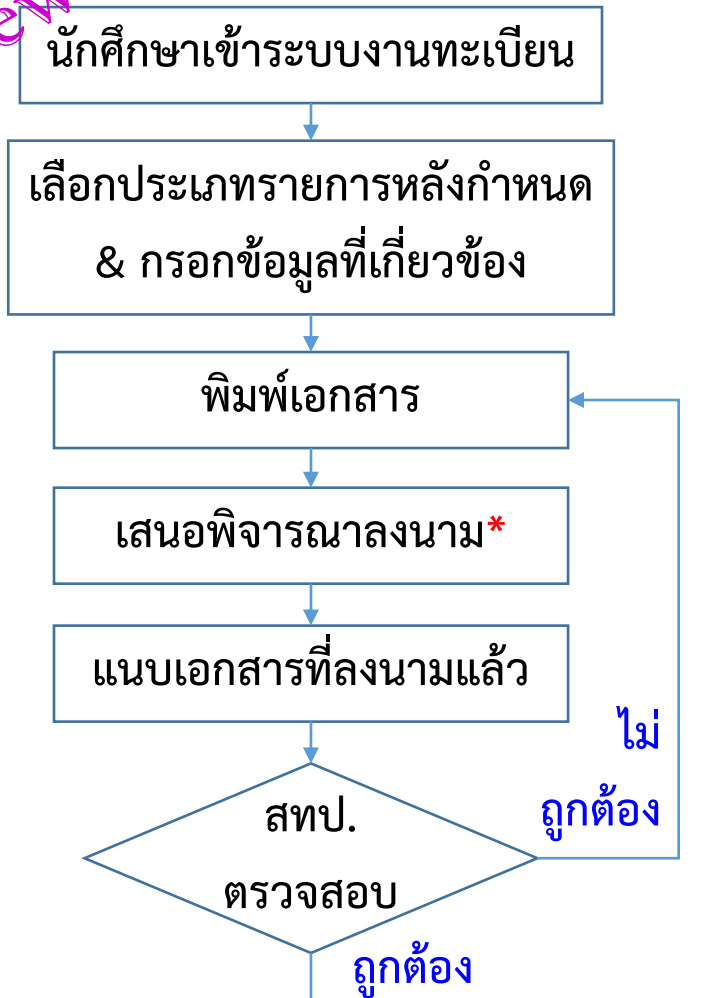 ew
นักศึกษาเข้าระบบงานทะเบียน
เลือกประเภทรายการหลังกำหนด
& กรอกข้อมูลที่เกี่ยวข้อง
พิมพ์เอกสาร
เสนอพิจารณาลงนาม*
แนบเอกสารที่ลงนามแล้ว
ไม่
ถูกต้อง
สทป.
ตรวจสอบ
ถูกต้อง